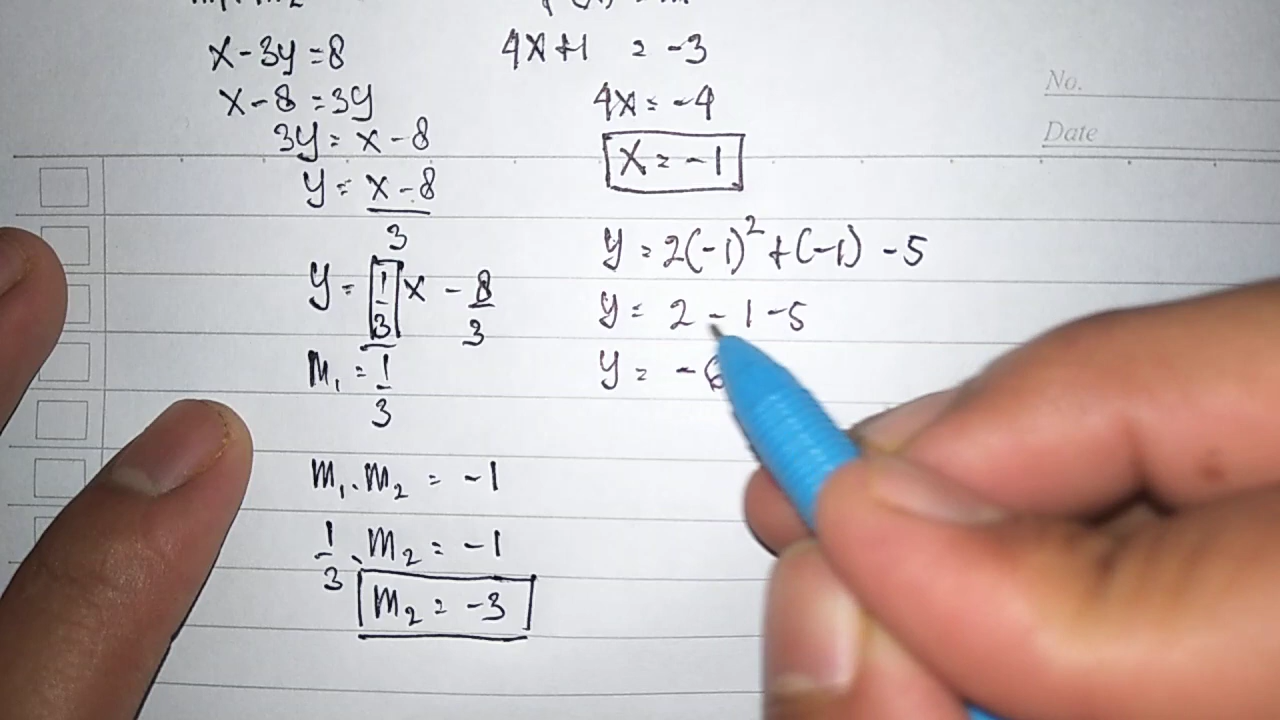 x - 3y = 8
x - 8 = 3y
3y = x - 8
y = x - 8
3
y = 1/3 x - 8/3
m₁ = 1/3
m₁ . m₂ = -1
1/3 . m₂ = -1
m₂ = -3
4x + 1 = -3
4x = -4
x = -1
y = 2(-1)² + (-1) - 5
y = 2 - 1 - 5
y = -
No.
Date